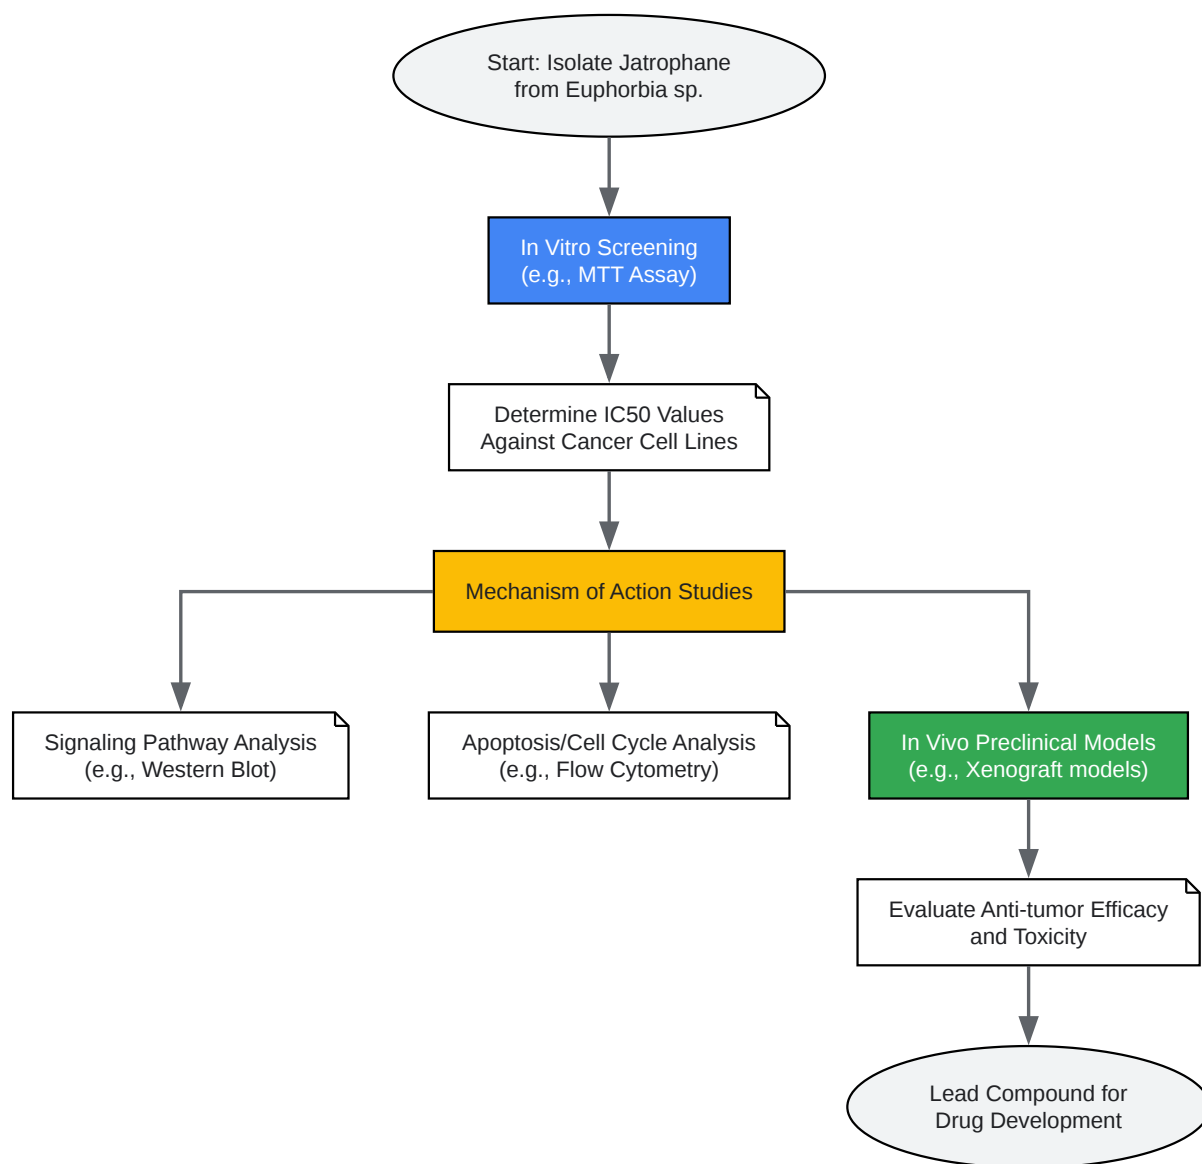 Start: Isolate Jatrophane
from Euphorbia sp.
In Vitro Screening
(e.g., MTT Assay)
Determine IC50 Values
Against Cancer Cell Lines
Mechanism of Action Studies
Signaling Pathway Analysis
(e.g., Western Blot)
Apoptosis/Cell Cycle Analysis
(e.g., Flow Cytometry)
In Vivo Preclinical Models
(e.g., Xenograft models)
Evaluate Anti-tumor Efficacy
and Toxicity
Lead Compound for
Drug Development